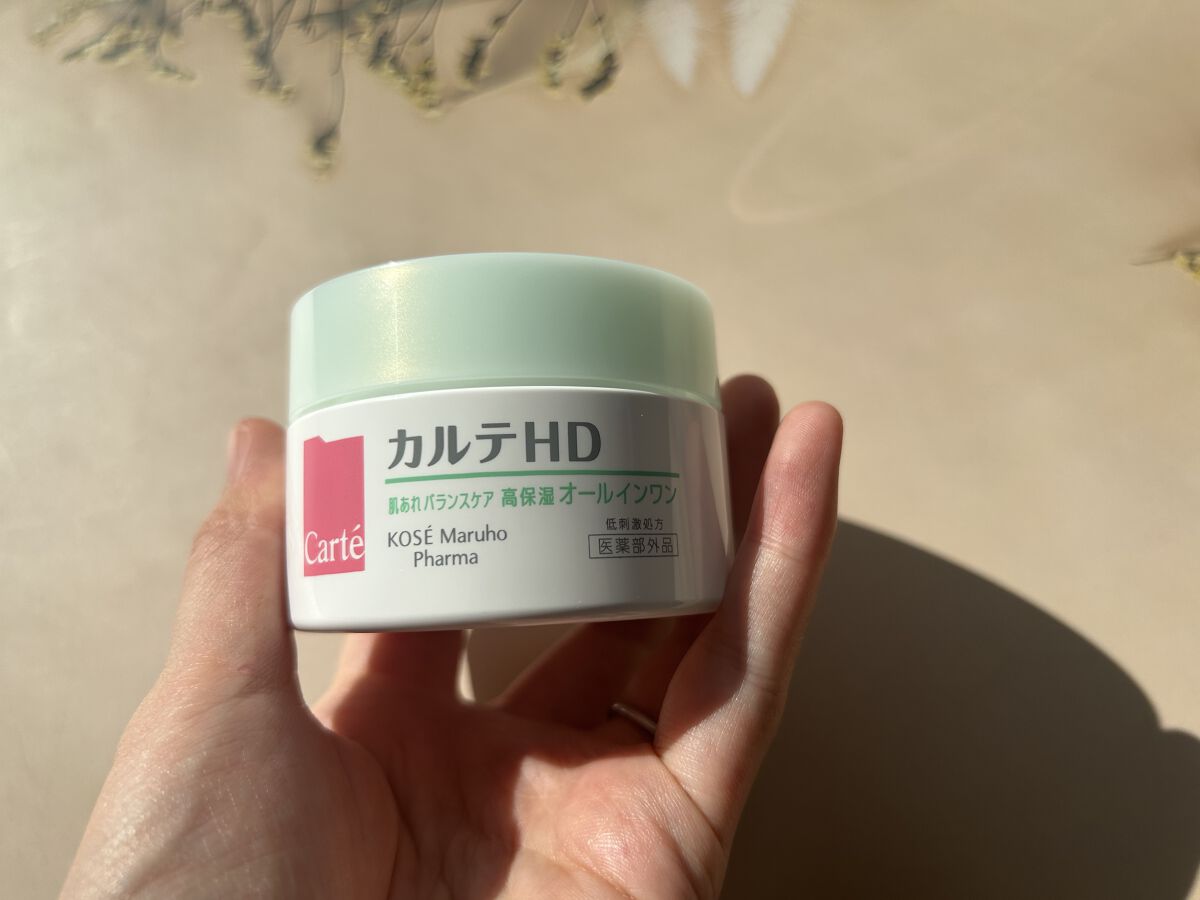 カルテHD
肌あれバランスケア 高保湿オールインワン
Carté
KOSÉ Maruho
Pharma
低刺激処方
医薬部外品